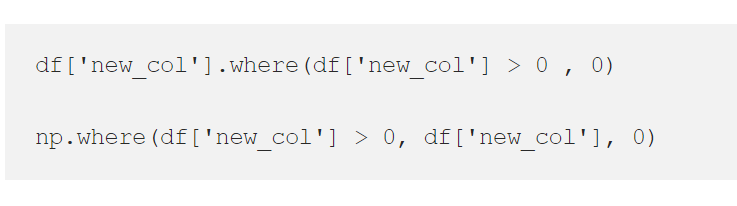 df['new_col'].where(df['new_col'] > 0 , 0)
np.where(df['new_col'] > 0, df['new_col'], 0)